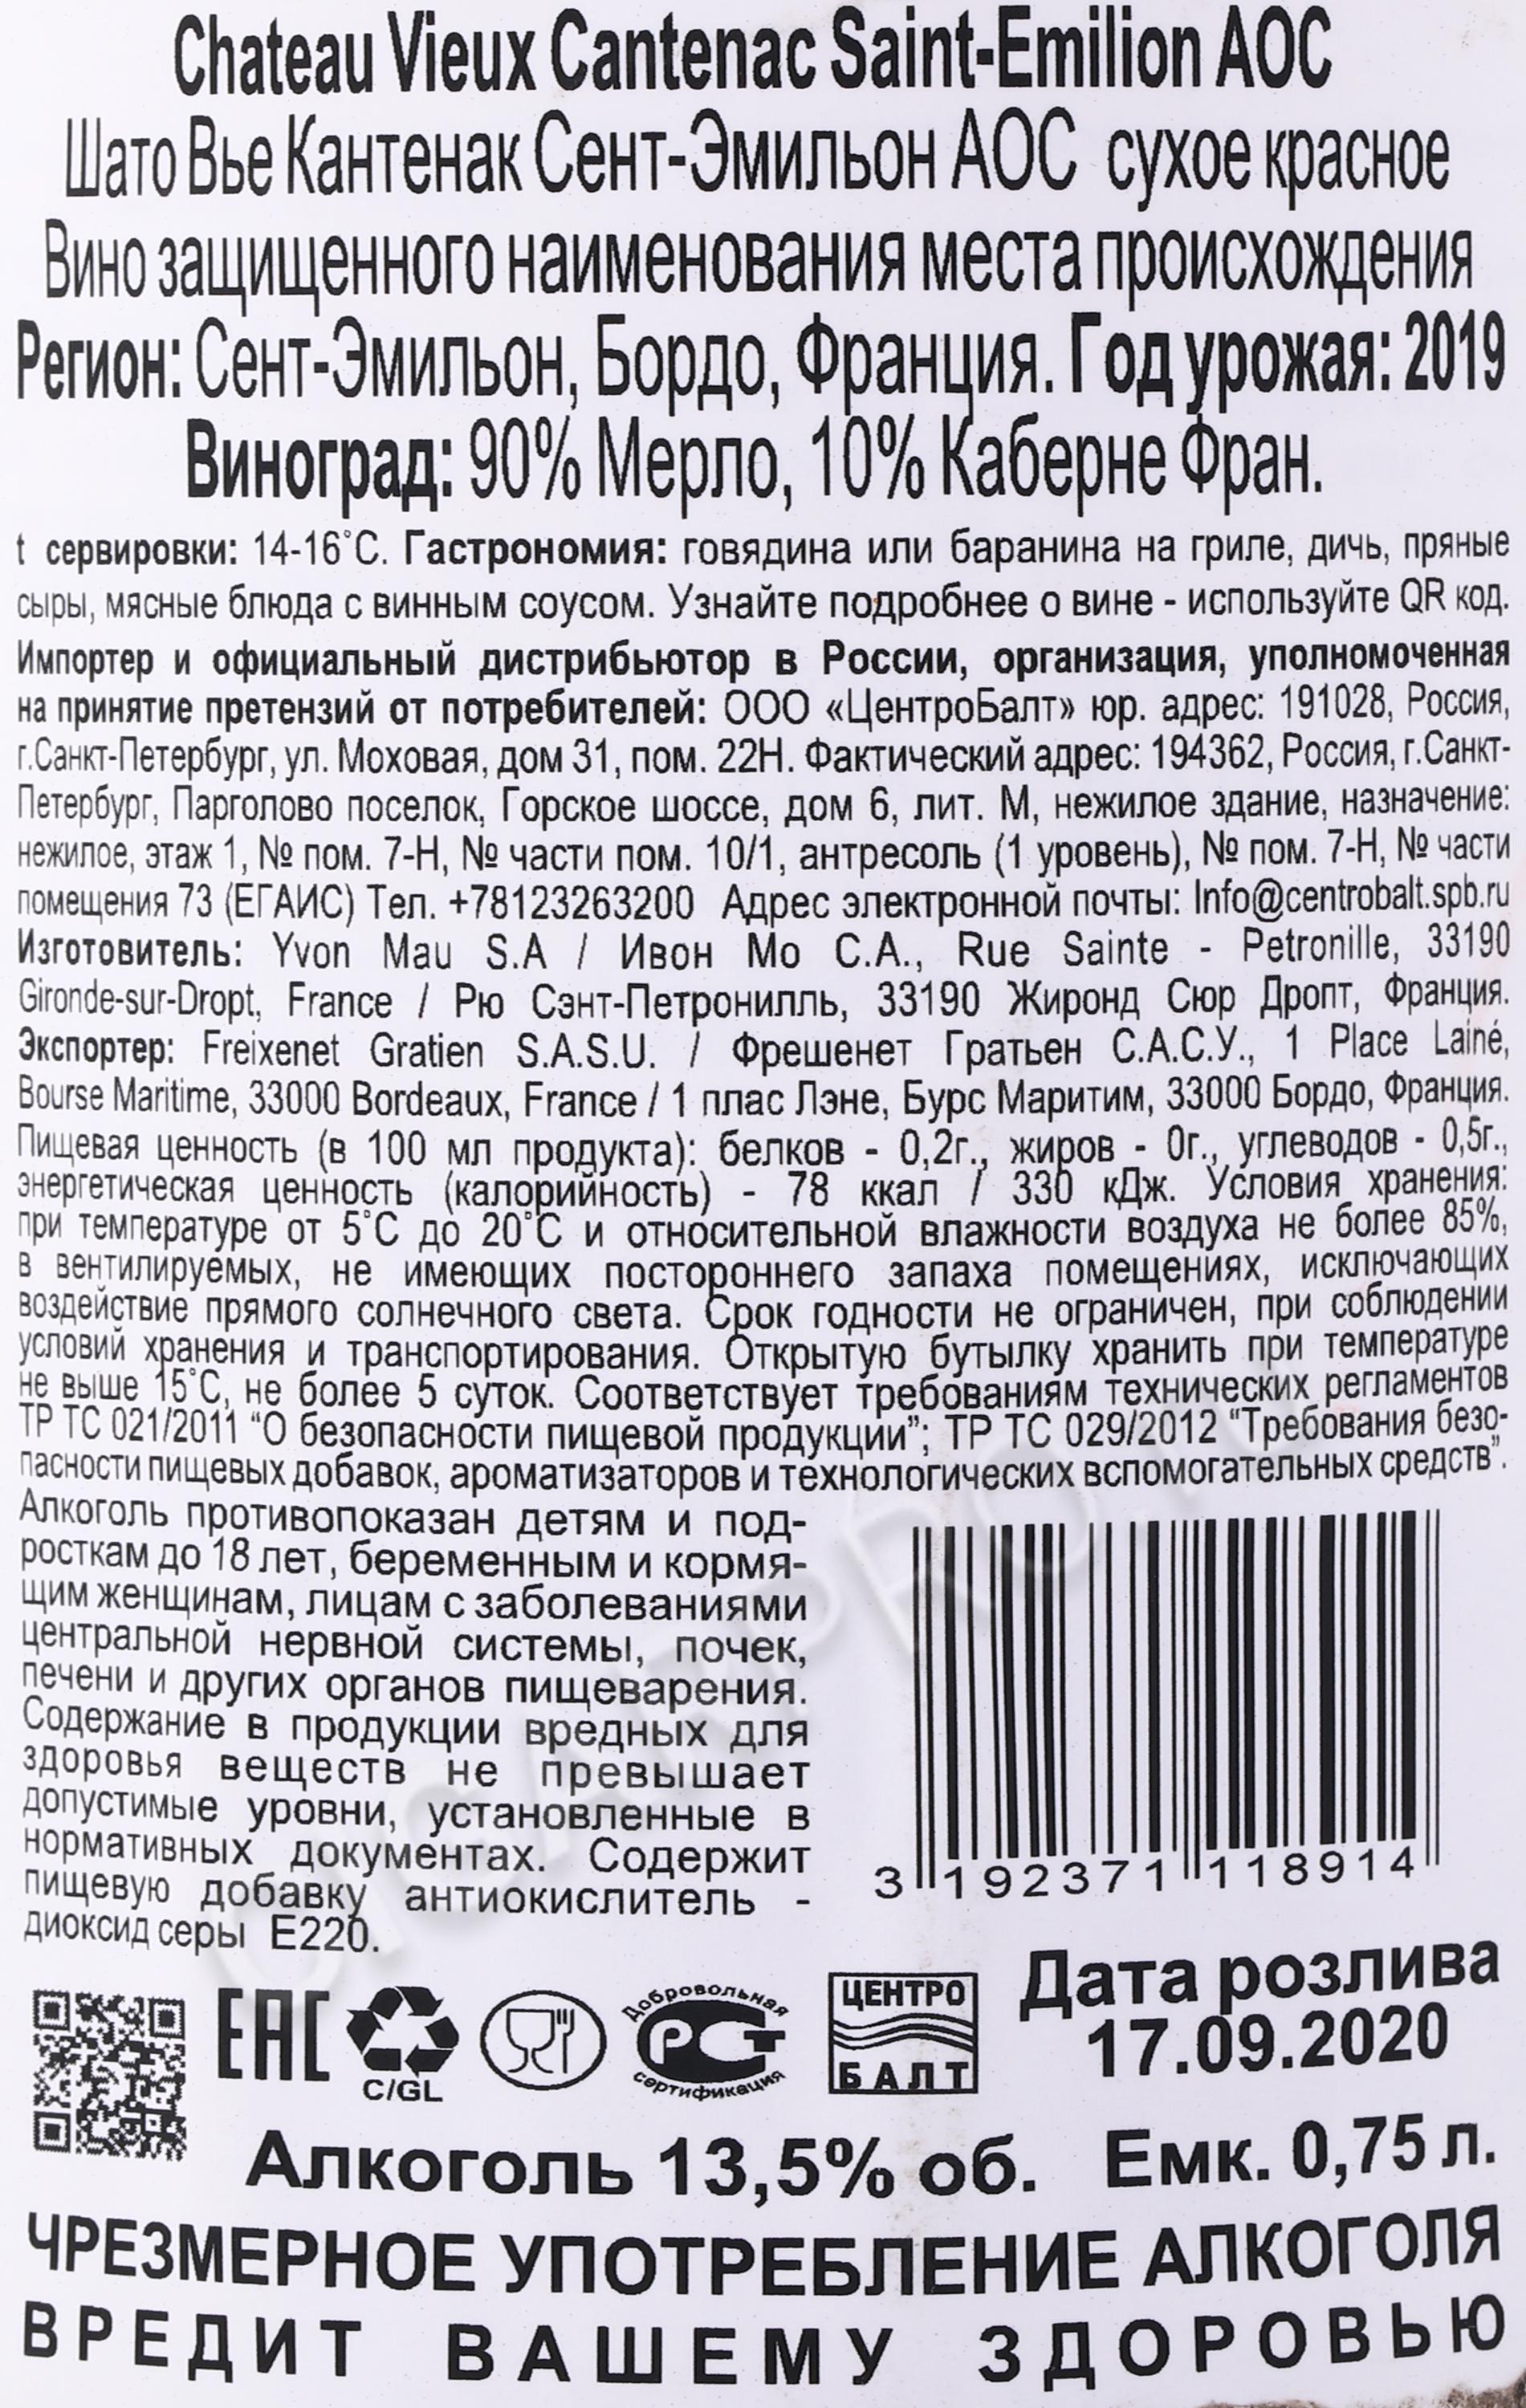 Chateau Vieux Cantenac Saint-Emilion AOC
Шато Вье Кантенак Сент-Эмильон АОС сухое красное
Вино защищенного наименования места происхождения
Регион: Сент-Эмильон, Бордо, Франция. Год урожая: 2019
Виноград: 90% Мерло, 10% Каберне Фран.
t сервировки: 14-16°С. Гастрономия: говядина или баранина на гриле, дичь, пряные
сыры, мясные блюда с винным соусом. Узнайте подробнее о вине - используйте QR код.
Импортер и официальный дистрибьютор в России, организация, уполномоченная
на принятие претензий от потребителей: ООО «ЦентроБалт» юр. адрес: 191028, Россия,
г.Санкт-Петербург, ул. Моховая, дом 31, пом. 22Н. Фактический адрес: 194362, Россия, г.Санкт-
Петербург, Парголово поселок, Горское шоссе, дом 6, лит. М, нежилое здание, назначение:
нежилое, этаж 1, № пом. 7-Н, № части пом. 10/1, антресоль (1 уровень), № пом. 7-Н, № части
помещения 73 (ЕГАИС) Тел. +78123263200 Адрес электронной почты: Info@centrobalt.spb.ru
Изготовитель: Yvon Mau S.A / Ивон Мо С.А., Rue Sainte - Petronille, 33190
Gironde-sur-Dropt, France / Рю Сэнт-Петронилль, 33190 Жиронд Сюр Дропт, Франция.
Экспортер: Freixenet Gratien S.A.S.U. / Фрешенет Гратьен С.А.С.У., 1 Place Lainé,
Bourse Maritime, 33000 Bordeaux, France / 1 плас Лэне, Бурс Маритим, 33000 Бордо, Франция.
Пищевая ценность (в 100 мл продукта): белков - 0,2г., жиров - 0г., углеводов - 0,5г.,
энергетическая ценность (калорийность) - 78 ккал / 330 кДж. Условия хранения:
при температуре от 5°С до 20°С и относительной влажности воздуха не более 85%,
в вентилируемых, не имеющих постороннего запаха помещениях, исключающих
воздействие прямого солнечного света. Срок годности не ограничен, при соблюдении
условий хранения и транспортирования. Открытую бутылку хранить при температуре
не выше 15°С, не более 5 суток. Соответствует требованиям технических регламентов
ТР ТС 021/2011 “О безопасности пищевой продукции”; ТР ТС 029/2012 “Требования безо-
пасности пищевых добавок, ароматизаторов и технологических вспомогательных средств”.
Алкоголь противопоказан детям и под-
росткам до 18 лет, беременным и кормя-
щим женщинам, лицам с заболеваниями
центральной нервной системы, почек,
печени и других органов пищеварения.
Содержание в продукции вредных для
здоровья веществ не превышает
допустимые уровни, установленные в
нормативных документах. Содержит
пищевую добавку антиокислитель -
диоксид серы Е220.
3 192371 118914
CIGARPRO.RU
Дата розлива
17.09.2020
ЕАС
C/GL
Добровольная
РСТ
сертификация
ЦЕНТРО
БАЛТ
Алкоголь 13,5% об. Емк. 0,75 л.
ЧРЕЗМЕРНОЕ УПОТРЕБЛЕНИЕ АЛКОГОЛЯ
ВРЕДИТ ВАШЕМУ ЗДОРОВЬЮ